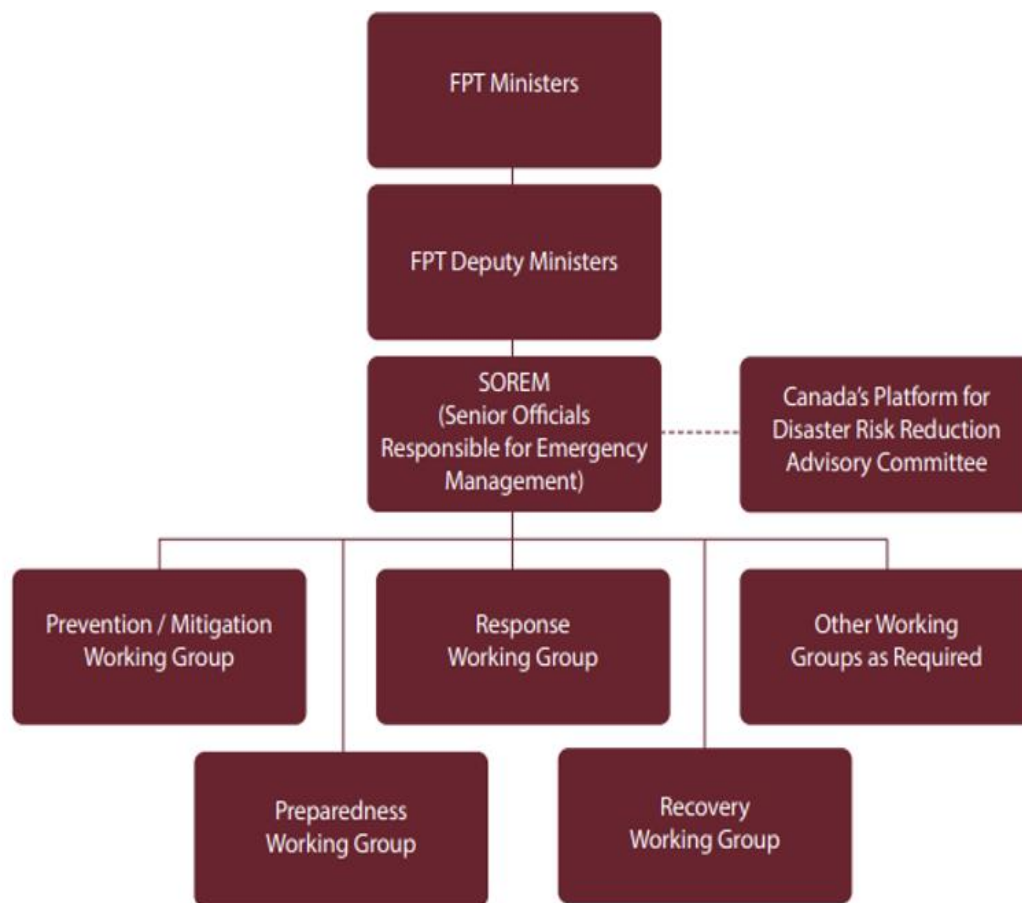 FPT Ministers
FPT Deputy Ministers
SOREM
(Senior Officials
Responsible for Emergency
Management)
Canada’s Platform for
Disaster Risk Reduction
Advisory Committee
Prevention / Mitigation
Working Group
Response
Working Group
Other Working
Groups as Required
Preparedness
Working Group
Recovery
Working Group